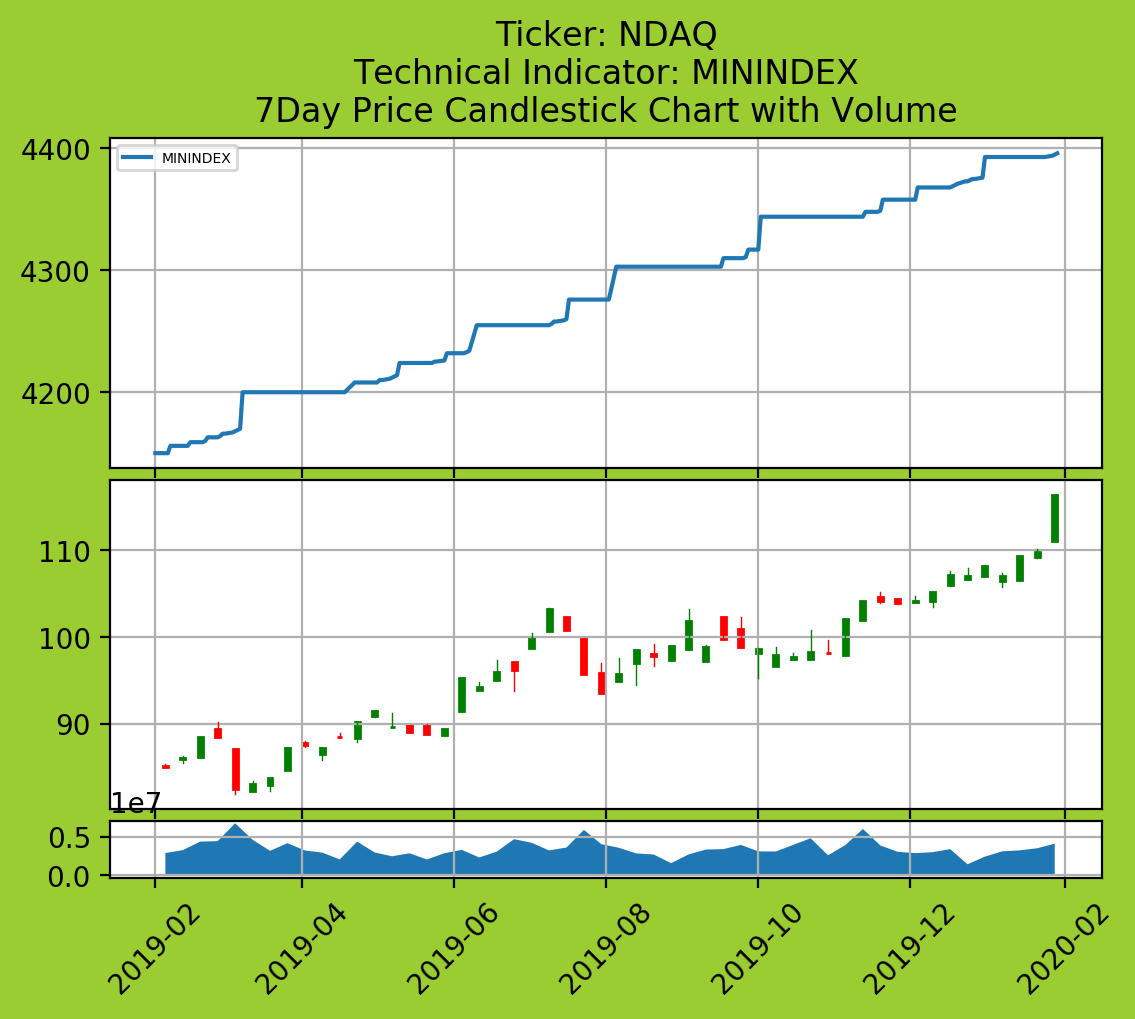 Ticker: NDAQ
Technical Indicator: MININDEX
7Day Price Candlestick Chart with Volume
4400
MININDEX
4300
4200
110
100
90
1e7
0.5
0.0
2019-02 2019-04 2019-06 2019-08 2019-10 2019-12 2020-02